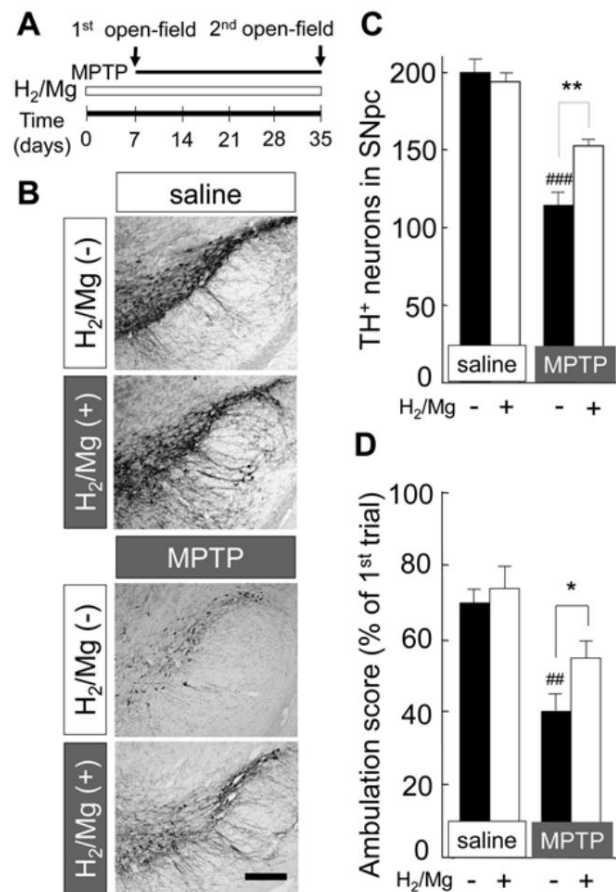 A
1st open-field 2nd open-field
MPTP
H2/Mg
Time
(days)
0 7 14 21 28 35
B
saline
H2/Mg (-)
H2/Mg (+)
MPTP
H2/Mg (-)
H2/Mg (+)
C
TH+ neurons in SNpc
200
150
100
50
0
**
###
saline MPTP
H2/Mg - + - +
D
Ambulation score (% of 1st trial)
100
80
60
40
20
*
##
saline MPTP
H2/Mg - + - +